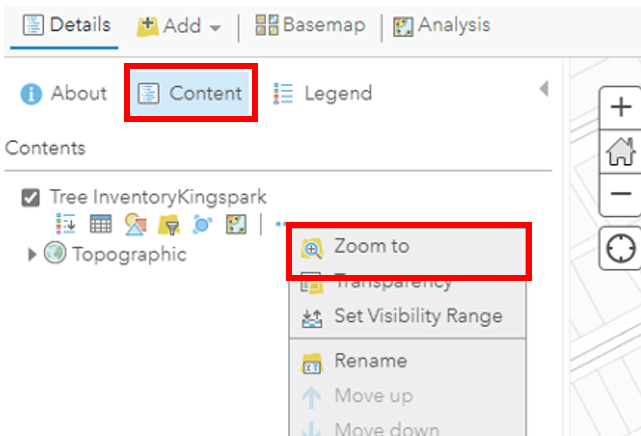 Details Add Basemap Analysis
About Content Legend
Contents
Tree InventoryKingspark
Topographic
Zoom to
Transparency
Set Visibility Range
Rename
Move up
Move down